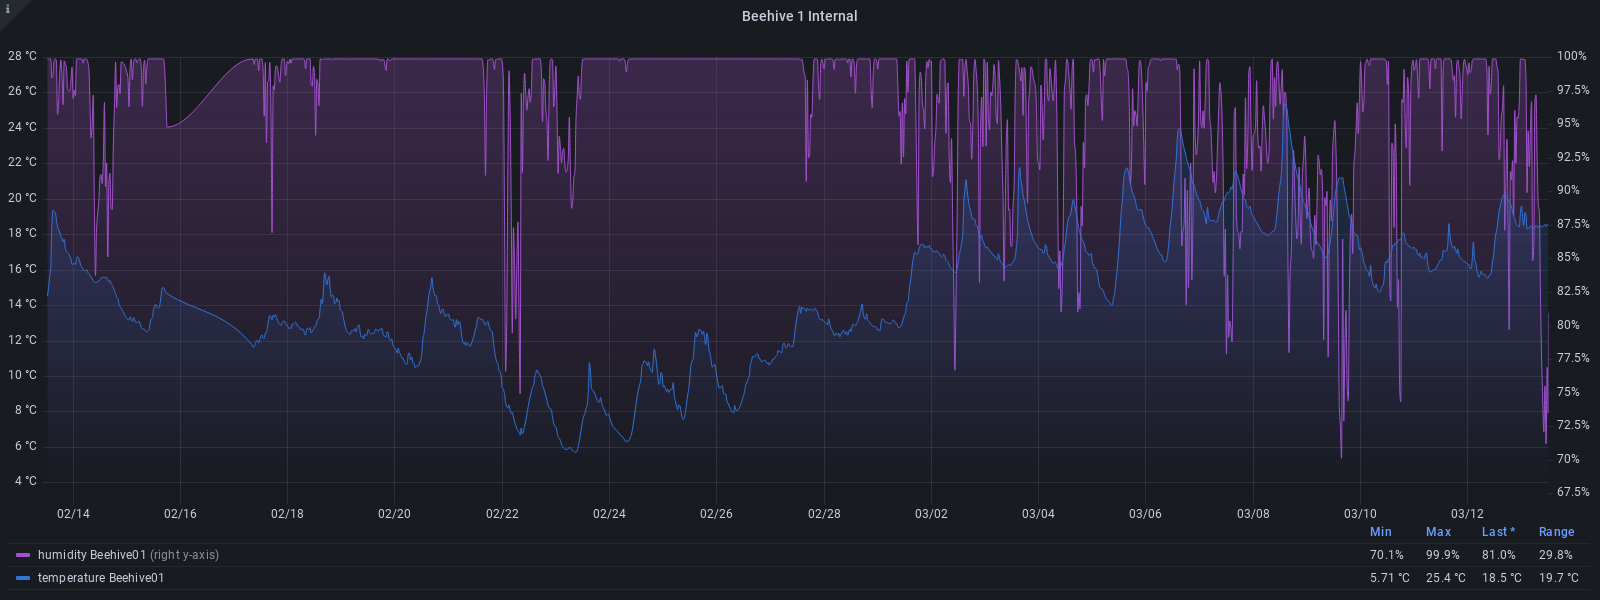 i
Beehive 1 Internal
28 °C
26 °C
24 °C
22 °C
20 °C
18 °C
16 °C
14 °C
12 °C
10 °C
8 °C
6 °C
4 °C
100%
97.5%
95%
92.5%
90%
87.5%
85%
82.5%
80%
77.5%
75%
72.5%
70%
67.5%
02/14 02/16 02/18 02/20 02/22 02/24 02/26 02/28 03/02 03/04 03/06 03/08 03/10 03/12
Min Max Last * Range
humidity Beehive01 (right y-axis) 70.1% 99.9% 81.0% 29.8%
temperature Beehive01 5.71 °C 25.4 °C 18.5 °C 19.7 °C